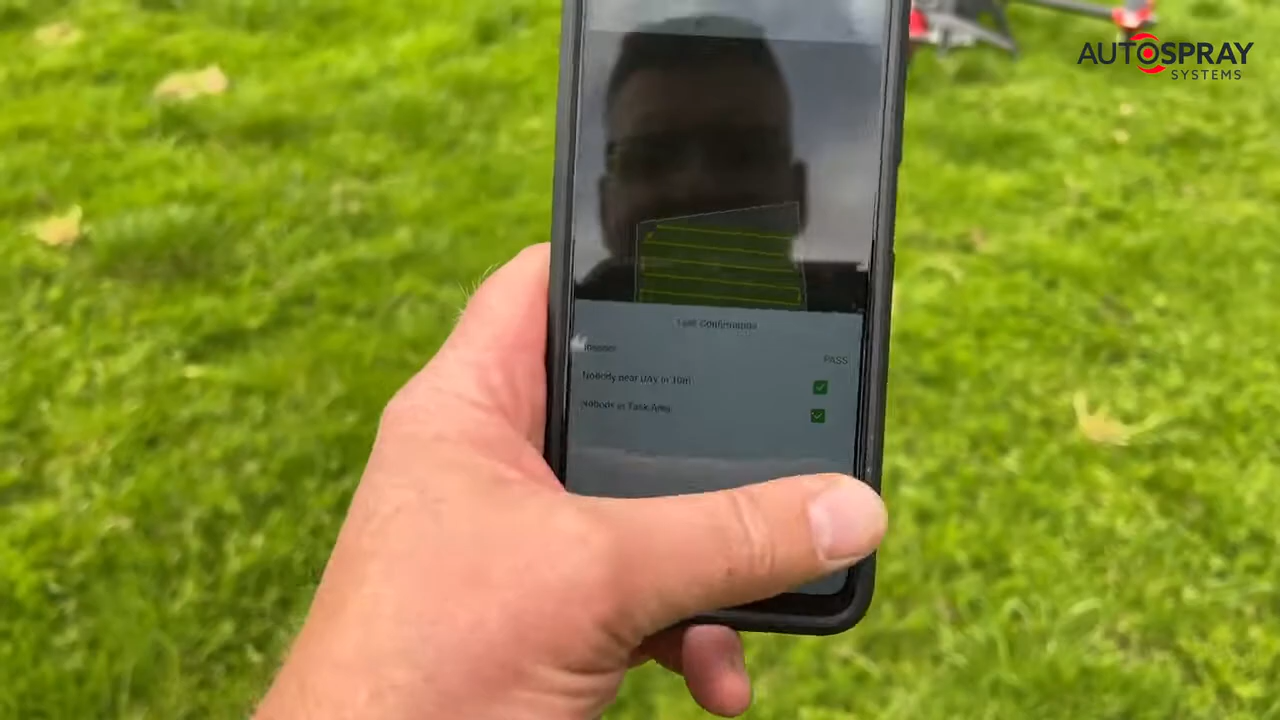 AUTOSPRAY
SYSTEMS
Task Confirmation
PASS
Nobody near UAV in 10m
Nobody in Task Area